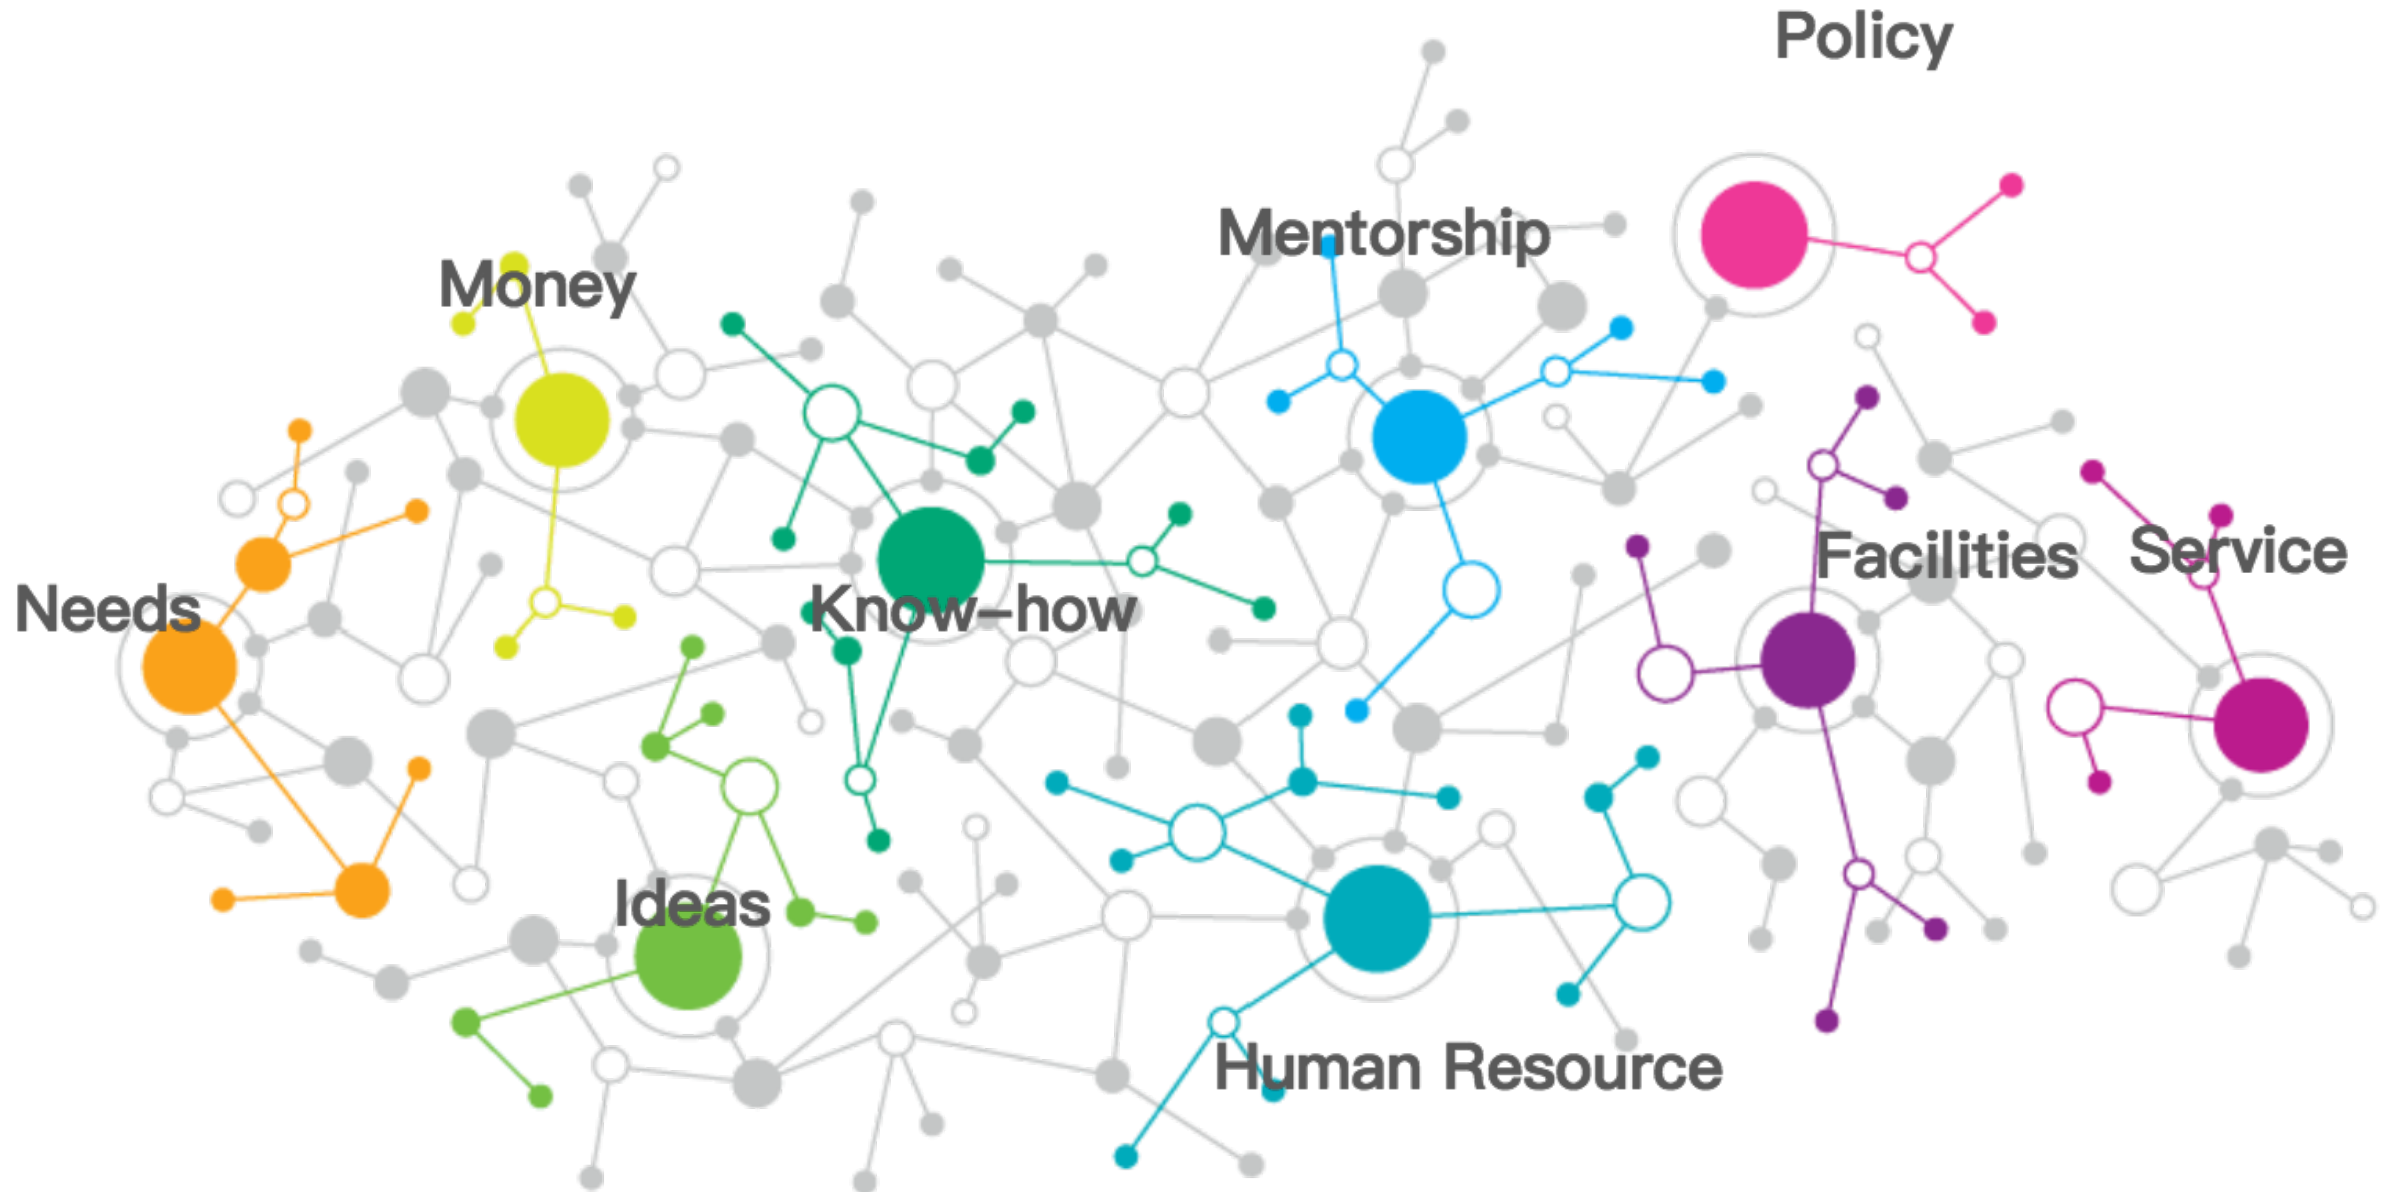 Policy
Mentorship
Money
Facilities
Service
Needs
Know-how
Ideas
Human Resource